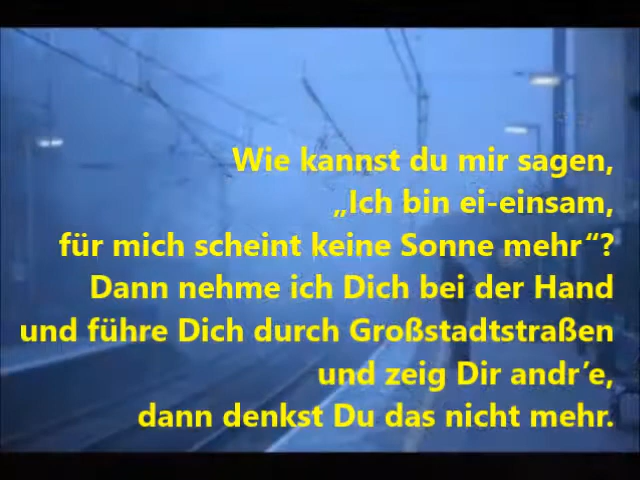 Wie kannst du mir sagen,
„Ich bin ei-einsam,
für mich scheint keine Sonne mehr“?
Dann nehme ich Dich bei der Hand
und führe Dich durch Großstadtstraßen
und zeig Dir andr’e,
dann denkst Du das nicht mehr.